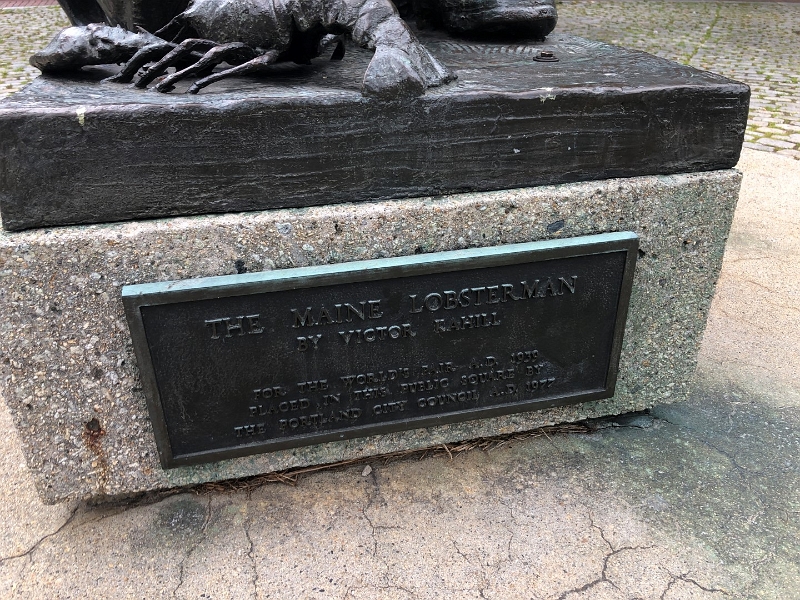 THE MAINE LOBSTERMAN
BY VICTOR KAHILL
FOR THE WORLD'S FAIR A.D. 1939
PLACED IN THIS PUBLIC SQUARE BY
THE PORTLAND CITY COUNCIL A.D. 1977